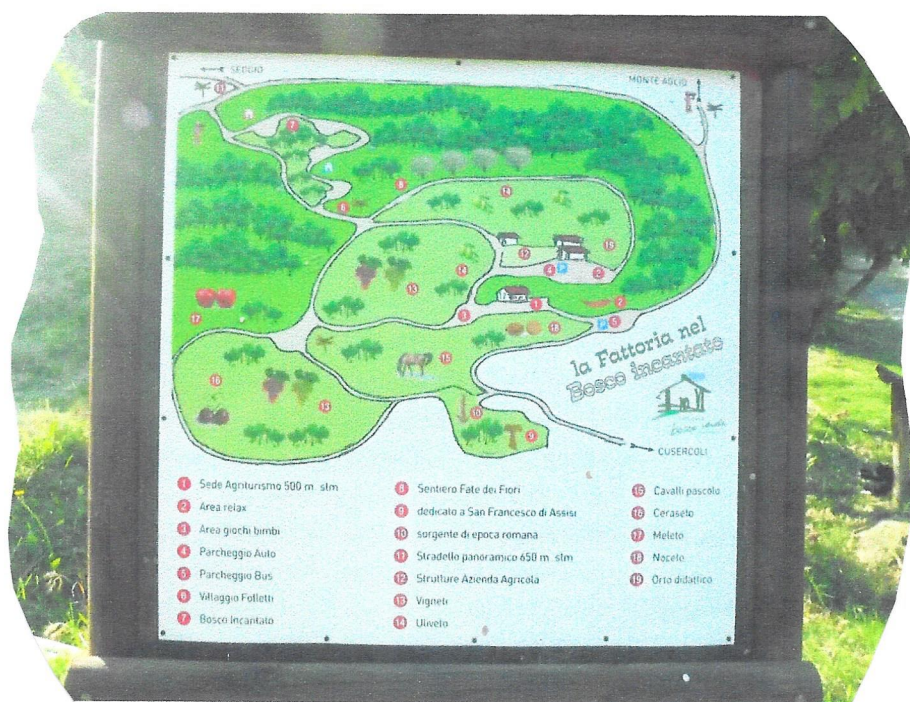 SEGGIO
MONTE AGLIO
la Fattoria nel
Bosco incantato
bosco verde
CUSERCOLI
1 Sede Agriturismo 500 m. slm
2 Area relax
3 Area giochi bimbi
4 Parcheggio Auto
5 Parcheggio Bus
6 Villaggio Folletti
7 Bosco Incantato
8 Sentiero Fate dei Fiori
9 dedicato a San Francesco di Assisi
10 sorgente di epoca romana
11 Stradello panoramico 650 m. slm
12 Strutture Azienda Agricola
13 Vigneti
14 Uliveto
15 Cavalli pascolo
16 Ceraseto
17 Meleto
18 Noceto
19 Orto didattico